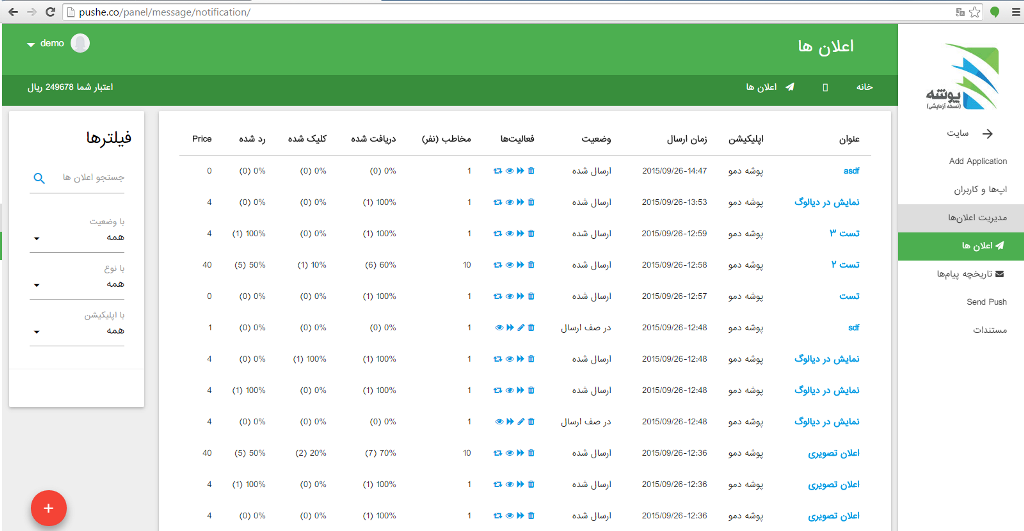 pushe.co/panel/message/notification/
پوشه
(نسخه آزمایشی)
سایت
Add Application
اپ‌ها و کاربران
مدیریت اعلان‌ها
اعلان ها
تاریخچه پیام‌ها
Send Push
مستندات
اعلان ها
demo
خانه
اعلان ها
اعتبار شما 249678 ریال
عنوان اپلیکیشن زمان ارسال وضعیت فعالیت‌ها مخاطب (نفر) دریافت شده کلیک شده رد شده Price
asdf پوشه دمو 2015/09/26-14:47 ارسال شده 1 0% (0) 0% (0) 0% (0) 0
نمایش در دیالوگ پوشه دمو 2015/09/26-13:53 ارسال شده 1 100% (1) 0% (0) 0% (0) 4
تست ۳ پوشه دمو 2015/09/26-12:59 ارسال شده 1 100% (1) 0% (0) 100% (1) 4
تست ۲ پوشه دمو 2015/09/26-12:58 ارسال شده 10 60% (6) 10% (1) 50% (5) 40
تست پوشه دمو 2015/09/26-12:57 ارسال شده 1 100% (1) 0% (0) 0% (0) 0
sdf پوشه دمو 2015/09/26-12:48 در صف ارسال 1 0% (0) 0% (0) 0% (0) 1
نمایش در دیالوگ پوشه دمو 2015/09/26-12:48 ارسال شده 1 100% (1) 100% (1) 0% (0) 4
نمایش در دیالوگ پوشه دمو 2015/09/26-12:48 ارسال شده 1 100% (1) 0% (0) 100% (1) 4
نمایش در دیالوگ پوشه دمو 2015/09/26-12:48 در صف ارسال 1 0% (0) 0% (0) 0% (0) 4
اعلان تصویری پوشه دمو 2015/09/26-12:36 ارسال شده 10 70% (7) 20% (2) 50% (5) 40
اعلان تصویری پوشه دمو 2015/09/26-12:36 ارسال شده 1 100% (1) 0% (0) 100% (1) 4
اعلان تصویری پوشه دمو 2015/09/26-12:36 ارسال شده 1 100% (1) 0% (0) 0% (0) 4
فیلترها
جستجو اعلان ها
با وضعیت
همه
با نوع
همه
با اپلیکیشن
همه
+